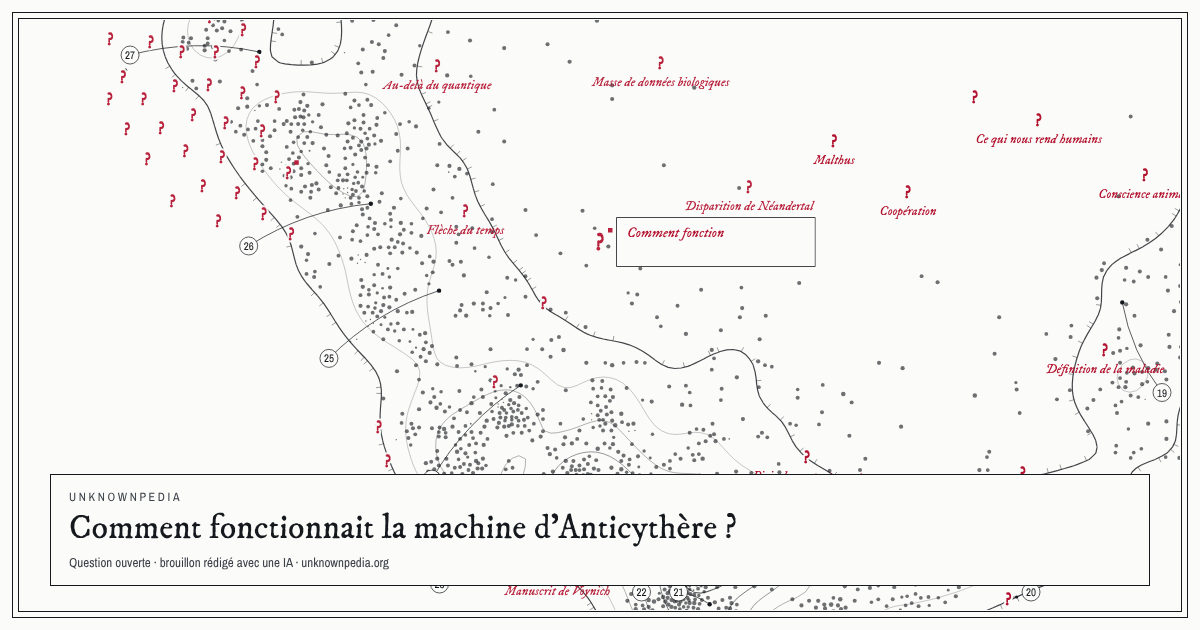 27
Au-delà du quantique
Masse de données biologiques
Ce qui nous rend humains
Malthus
Conscience anim
Disparition de Néandertal
Coopération
Flèche du temps
Comment fonction
26
25
Définition de la maladie
19
UNKNOWNPEDIA
Comment fonctionnait la machine d’Anticythère ?
Question ouverte · brouillon rédigé avec une IA · unknownpedia.org
Manuscrit de Voynich
22
21
20